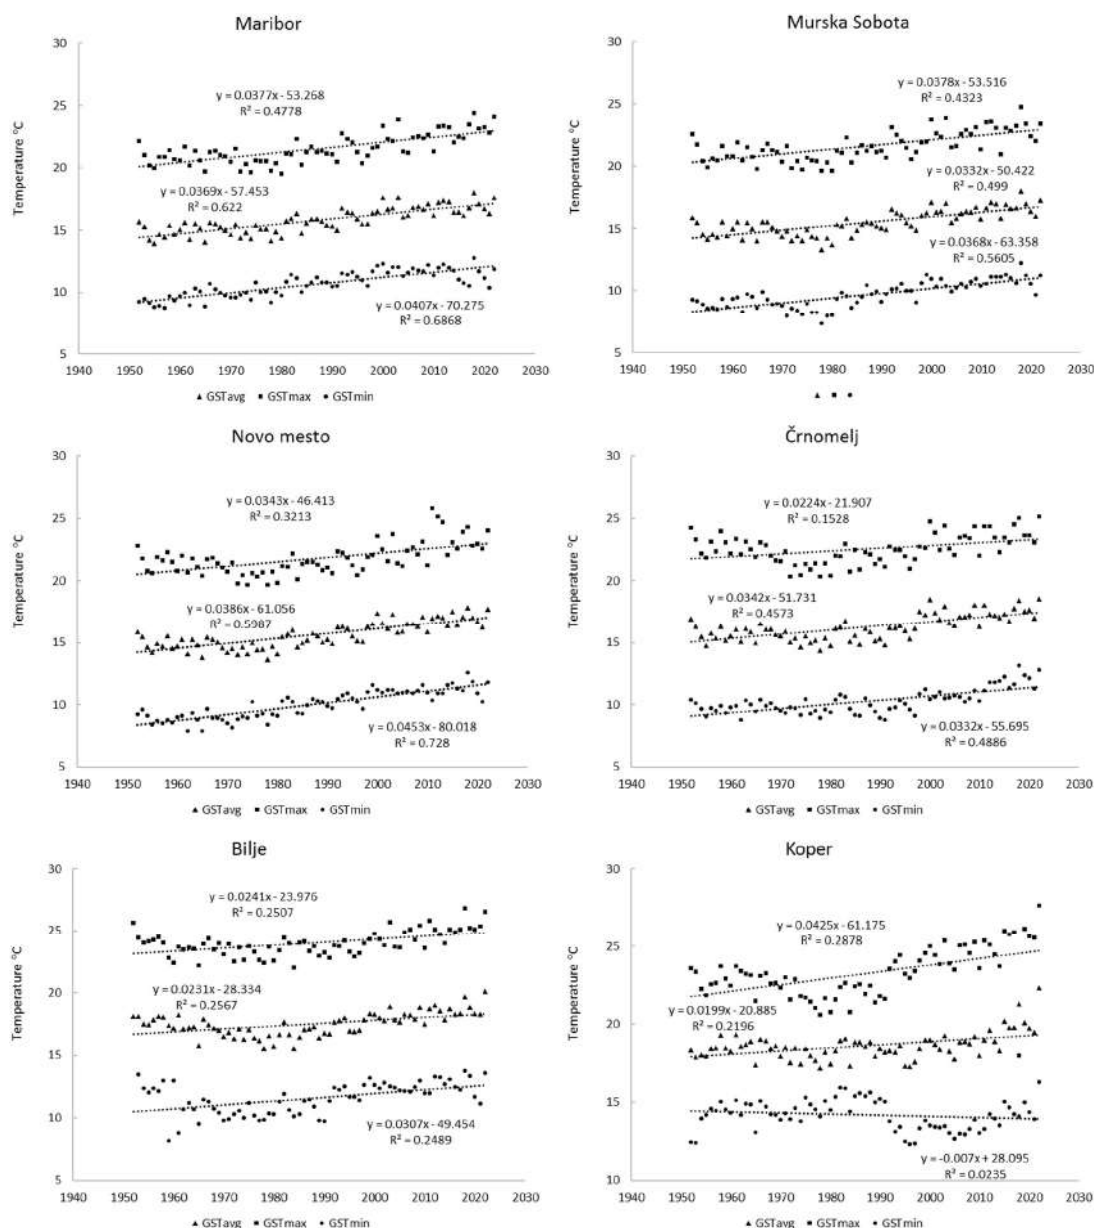 Maribor
30
25
20
15
10
5
Temperature °C
y = 0.0377x - 53.268
R² = 0.4778
y = 0.0369x - 57.453
R² = 0.622
y = 0.0407x - 70.275
R² = 0.6868
1940 1950 1960 1970 1980 1990 2000 2010 2020 2030
GSTavg GSTmax GSTmin
Murska Sobota
30
25
20
15
10
5
Temperature °C
y = 0.0378x - 53.516
R² = 0.4323
y = 0.0332x - 50.422
R² = 0.499
y = 0.0368x - 63.358
R² = 0.5605
1940 1950 1960 1970 1980 1990 2000 2010 2020 2030
Novo mesto
30
25
20
15
10
5
Temperature °C
y = 0.0343x - 46.413
R² = 0.3213
y = 0.0386x - 61.056
R² = 0.5987
y = 0.0453x - 80.018
R² = 0.728
1940 1950 1960 1970 1980 1990 2000 2010 2020 2030
GSTavg GSTmax GSTmin
Črnomelj
30
25
20
15
10
5
Temperature °C
y = 0.0224x - 21.907
R² = 0.1528
y = 0.0342x - 51.731
R² = 0.4573
y = 0.0332x - 55.695
R² = 0.4886
1940 1950 1960 1970 1980 1990 2000 2010 2020 2030
GSTavg GSTmax GSTmin
Bilje
30
25
20
15
10
5
Temperature °C
y = 0.0241x - 23.976
R² = 0.2507
y = 0.0231x - 28.334
R² = 0.2567
y = 0.0307x - 49.454
R² = 0.2489
1940 1950 1960 1970 1980 1990 2000 2010 2020 2030
GSTavg GSTmax GSTmin
Koper
30
25
20
15
10
Temperature °C
y = 0.0425x - 61.175
R² = 0.2878
y = 0.0199x - 20.885
R² = 0.2196
y = -0.007x + 28.095
R² = 0.0235
1940 1950 1960 1970 1980 1990 2000 2010 2020 2030
GSTavg GSTmax GSTmin